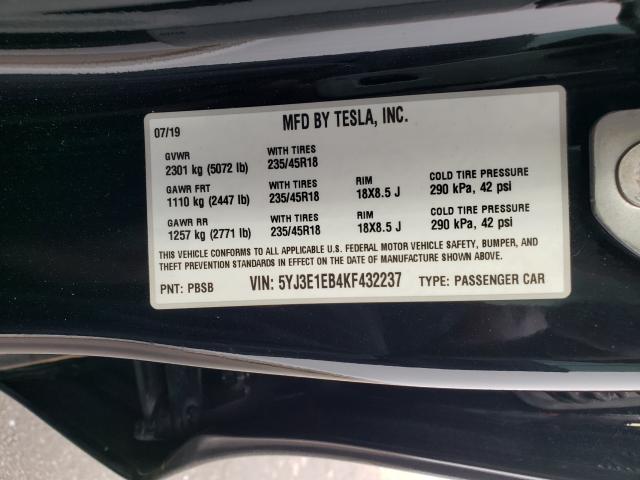 07/19 MFD BY TESLA, INC.
GVWR WITH TIRES
2301 kg (5072 lb) 235/45R18
GAWR FRT WITH TIRES RIM COLD TIRE PRESSURE
1110 kg (2447 lb) 235/45R18 18X8.5 J 290 kPa, 42 psi
GAWR RR WITH TIRES RIM COLD TIRE PRESSURE
1257 kg (2771 lb) 235/45R18 18X8.5 J 290 kPa, 42 psi
THIS VEHICLE CONFORMS TO ALL APPLICABLE U.S. FEDERAL MOTOR VEHICLE SAFETY, BUMPER, AND
THEFT PREVENTION STANDARDS IN EFFECT ON THE DATE OF MANUFACTURE SHOWN ABOVE.
PNT: PBSB VIN: 5YJ3E1EB4KF432237 TYPE: PASSENGER CAR